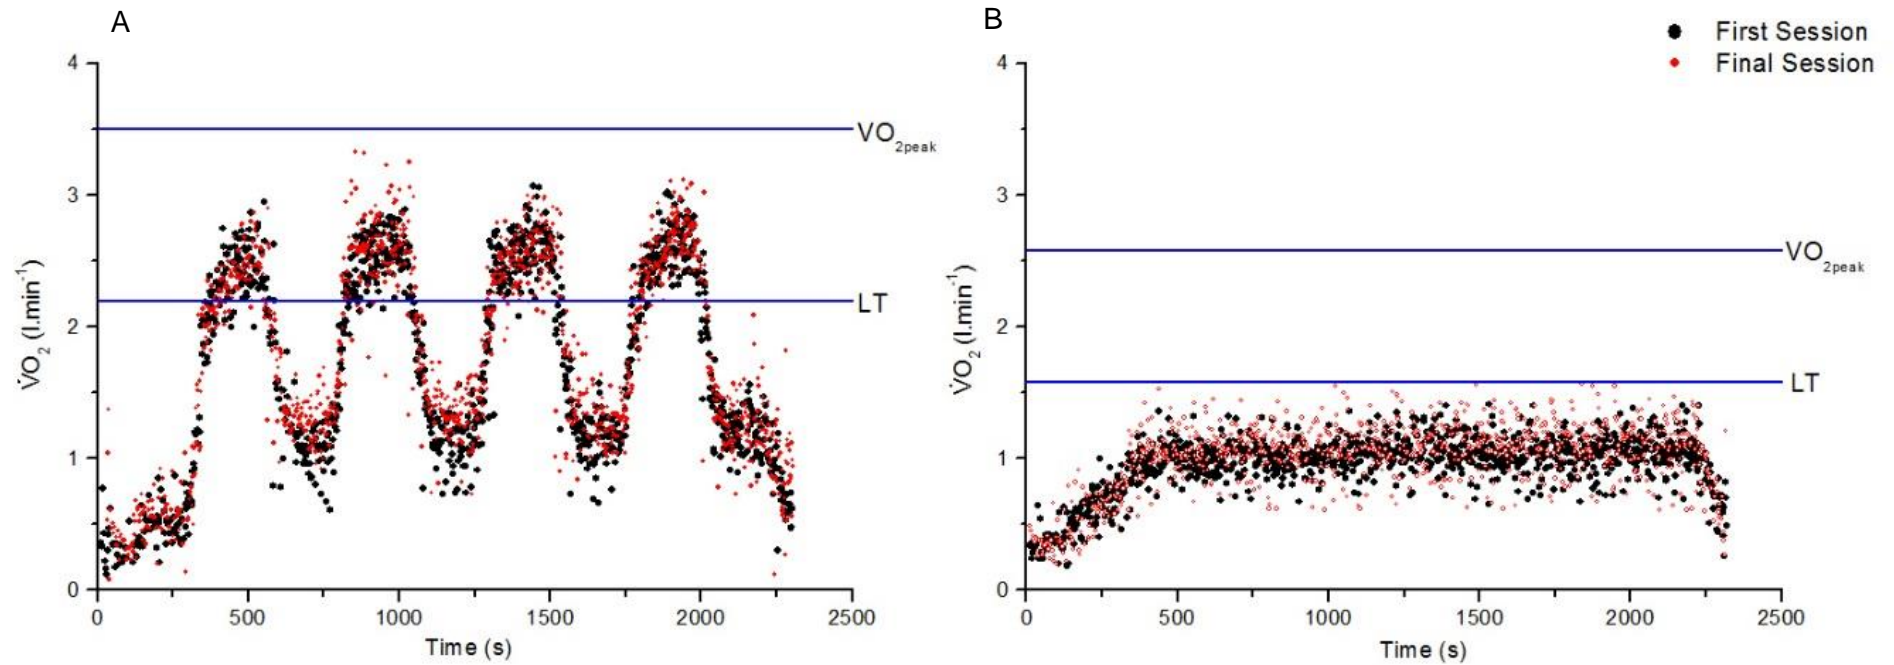 A
B
First Session
Final Session
4
3
2
1
0
V̇O2 (l.min-1)
VO2peak
LT
0 500 1000 1500 2000 2500
Time (s)
4
3
2
1
0
V̇O2 (l.min-1)
VO2peak
LT
0 500 1000 1500 2000 2500
Time (s)